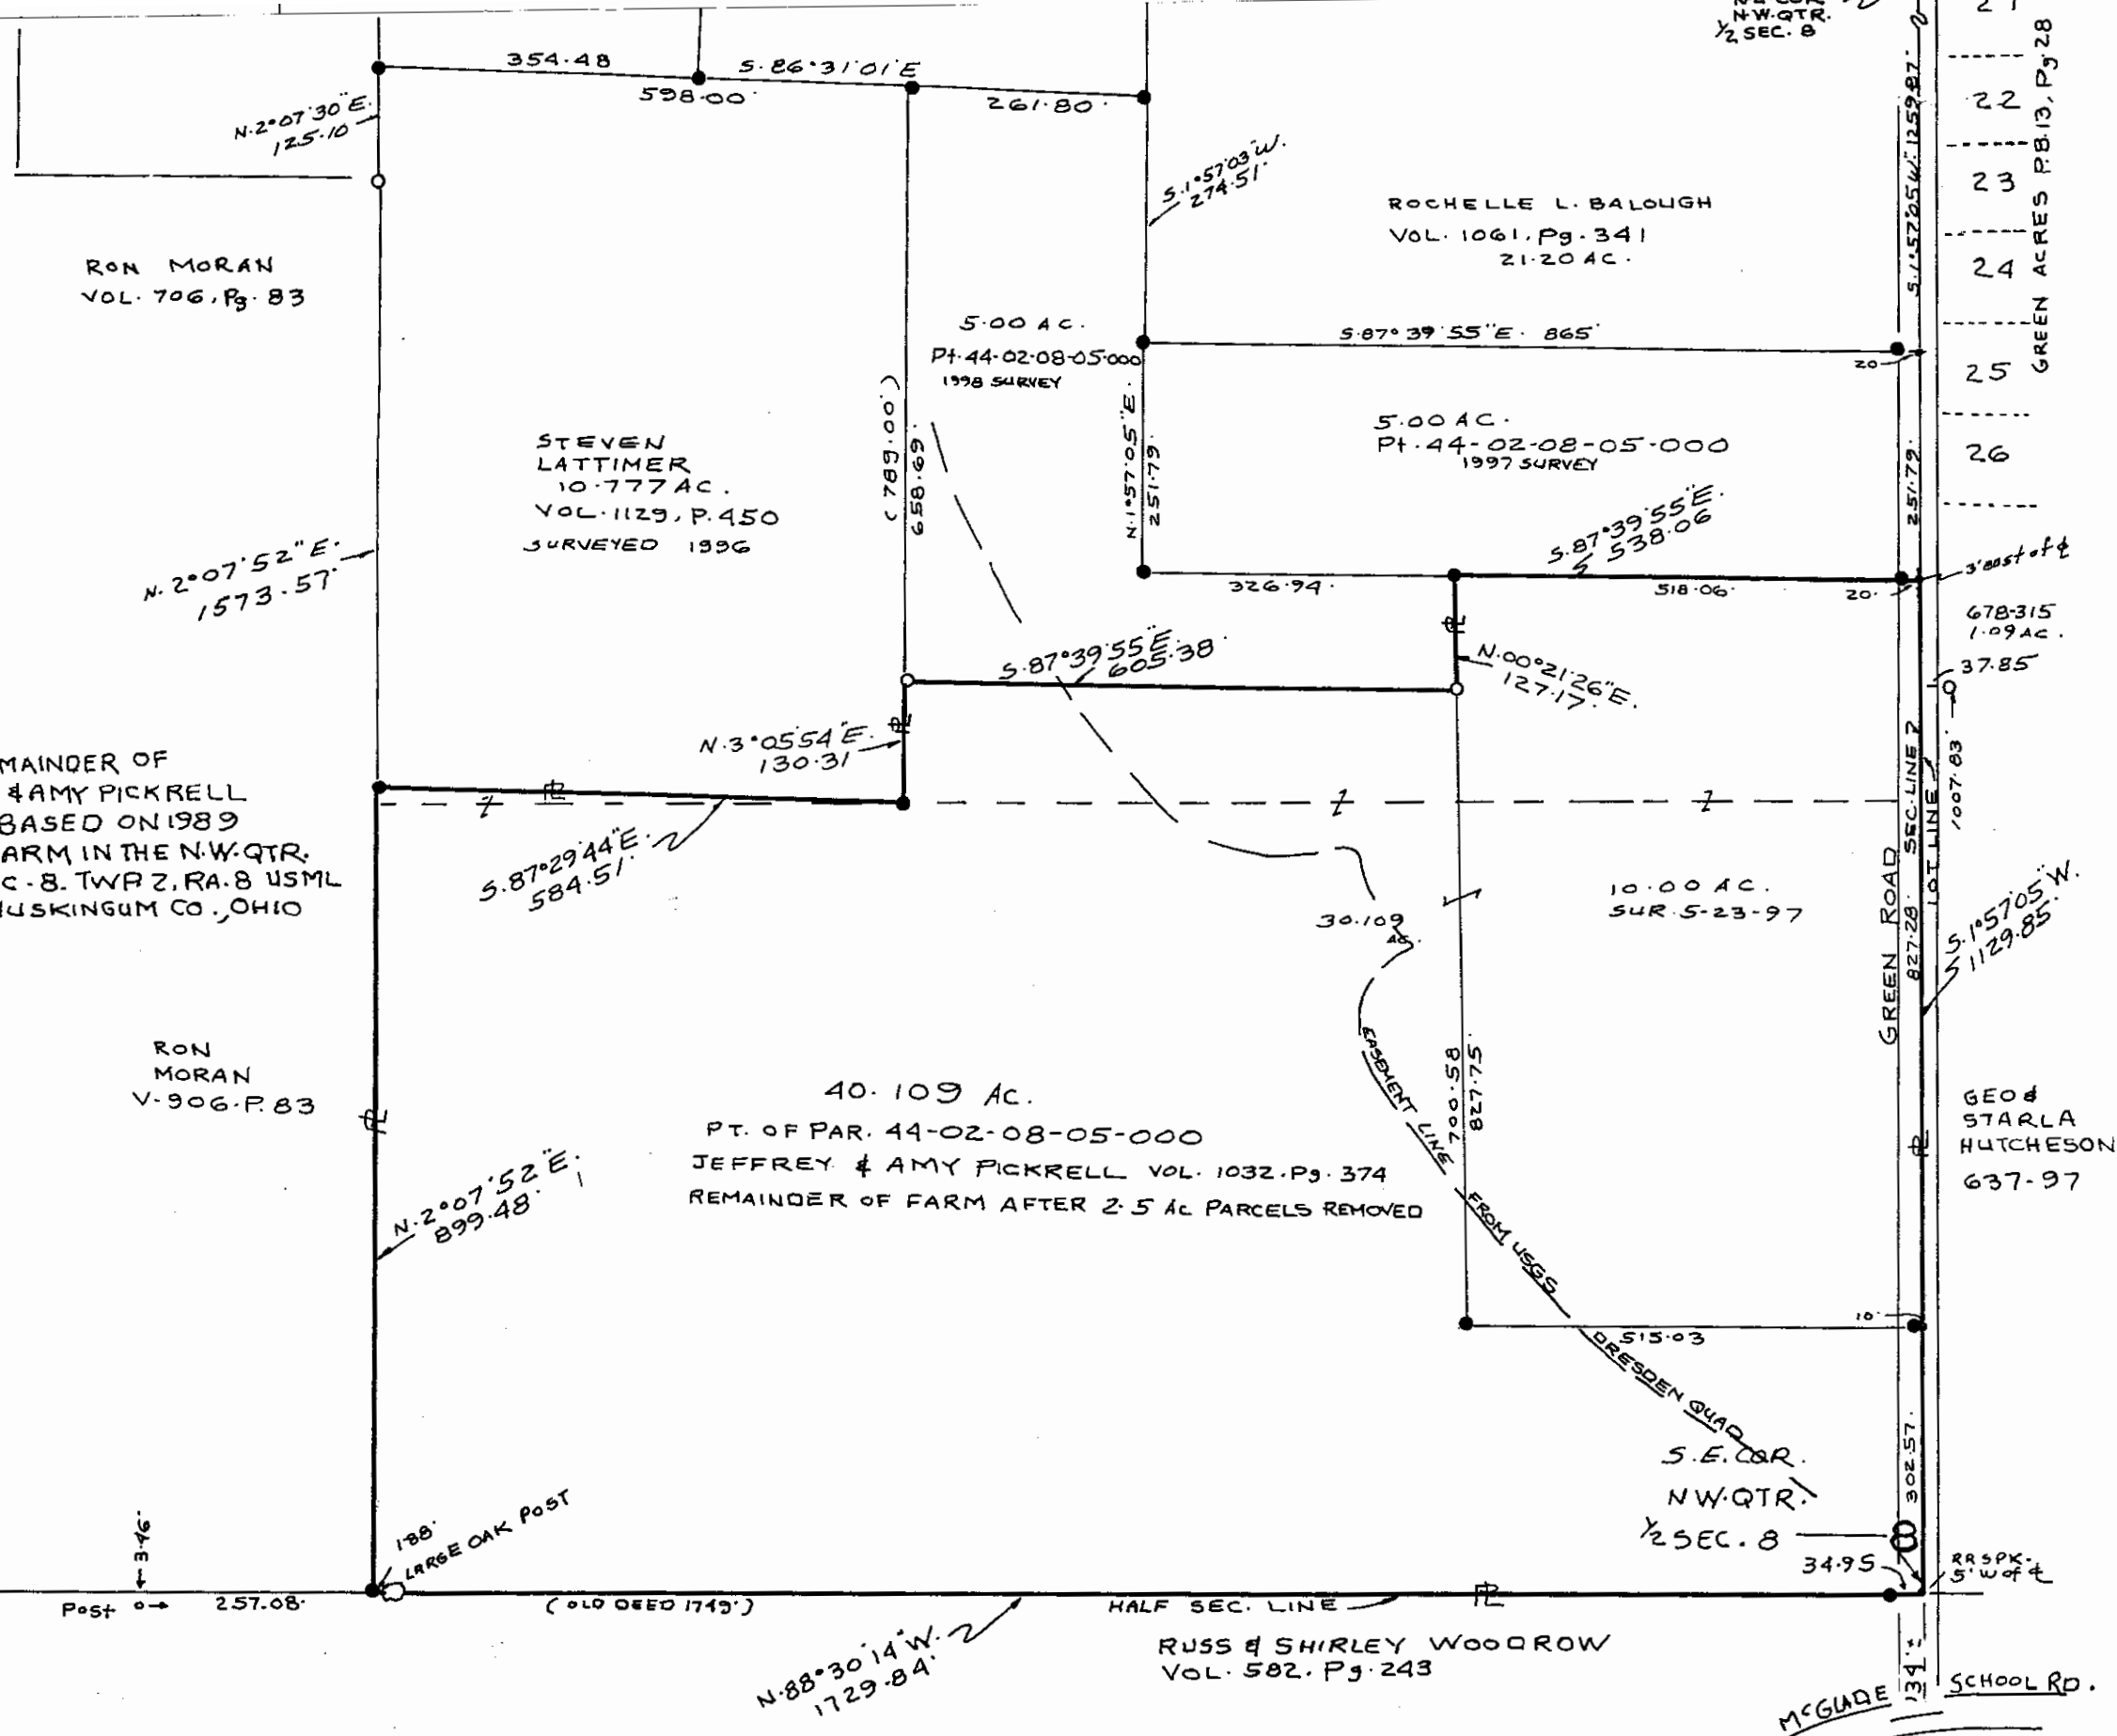 N.W.QTR.
1/2 SEC. 8
354.48
S.86°31'01"E
598.00'
261.80'
N.2°07'30"E.
125.10
S.1°57'03"W.
274.51'
S.1°57'05"W. 1259.87'
22
23
24
25
26
GREEN ACRES P.B.13, Pg.28
RON MORAN
VOL. 706, Pg. 83
ROCHELLE L. BALOUGH
VOL. 1061, Pg. 341
21.20 AC.
5.00 AC.
Pt.44-02-08-05-000
1998 SURVEY
S.87°39'55"E. 865'
20
(789.00')
658.69'
N.1°57'05"E.
251.79'
5.00 AC.
Pt.44-02-08-05-000
1997 SURVEY
251.79'
STEVEN
LATTIMER
10.777 AC.
VOL.1129, P.450
SURVEYED 1996
N.2°07'52"E.
1573.57'
S.87°39'55"E.
538.06
326.94'
518.06'
20'
3' east of ℄
678-315
1.09 AC.
37.85
S.87°39'55"E.
605.38'
N.00°21'26"E.
127.17'
N.3°05'54"E.
130.31
MAINDER OF
& AMY PICKRELL
BASED ON 1989
ARM IN THE N.W.QTR.
C-8. TWP 2, RA.8 USML
USKINGUM CO., OHIO
S.87°29'44"E.
584.51'
SEC. LINE ?
LOT LINE
1007.83'
GREEN ROAD
827.28'
10.00 AC.
SUR. 5-23-97
30.109
AC.
S.1°57'05"W.
1129.85'
RON
MORAN
V-906-P.83
40.109 AC.
PT. OF PAR. 44-02-08-05-000
JEFFREY & AMY PICKRELL VOL. 1032.Pg.374
REMAINDER OF FARM AFTER 2.5 AC PARCELS REMOVED
700.58
827.75'
EASEMENT LINE FROM USGS DRESDEN QUAD
GEO &
STARLA
HUTCHESON
637-97
N.2°07'52"E.
899.48'
10'
515.03
S.E. COR.
NW.QTR.
1/2 SEC. 8
302.57'
34.95
RR SPK.
5' W of ℄
188'
LARGE OAK POST
3.46'
Post
257.08'
(OLD DEED 1749')
HALF SEC. LINE
N.88°30'14"W.
1729.84'
RUSS & SHIRLEY WOODROW
VOL. 582. Pg.243
134'±
McGLADE SCHOOL RD.